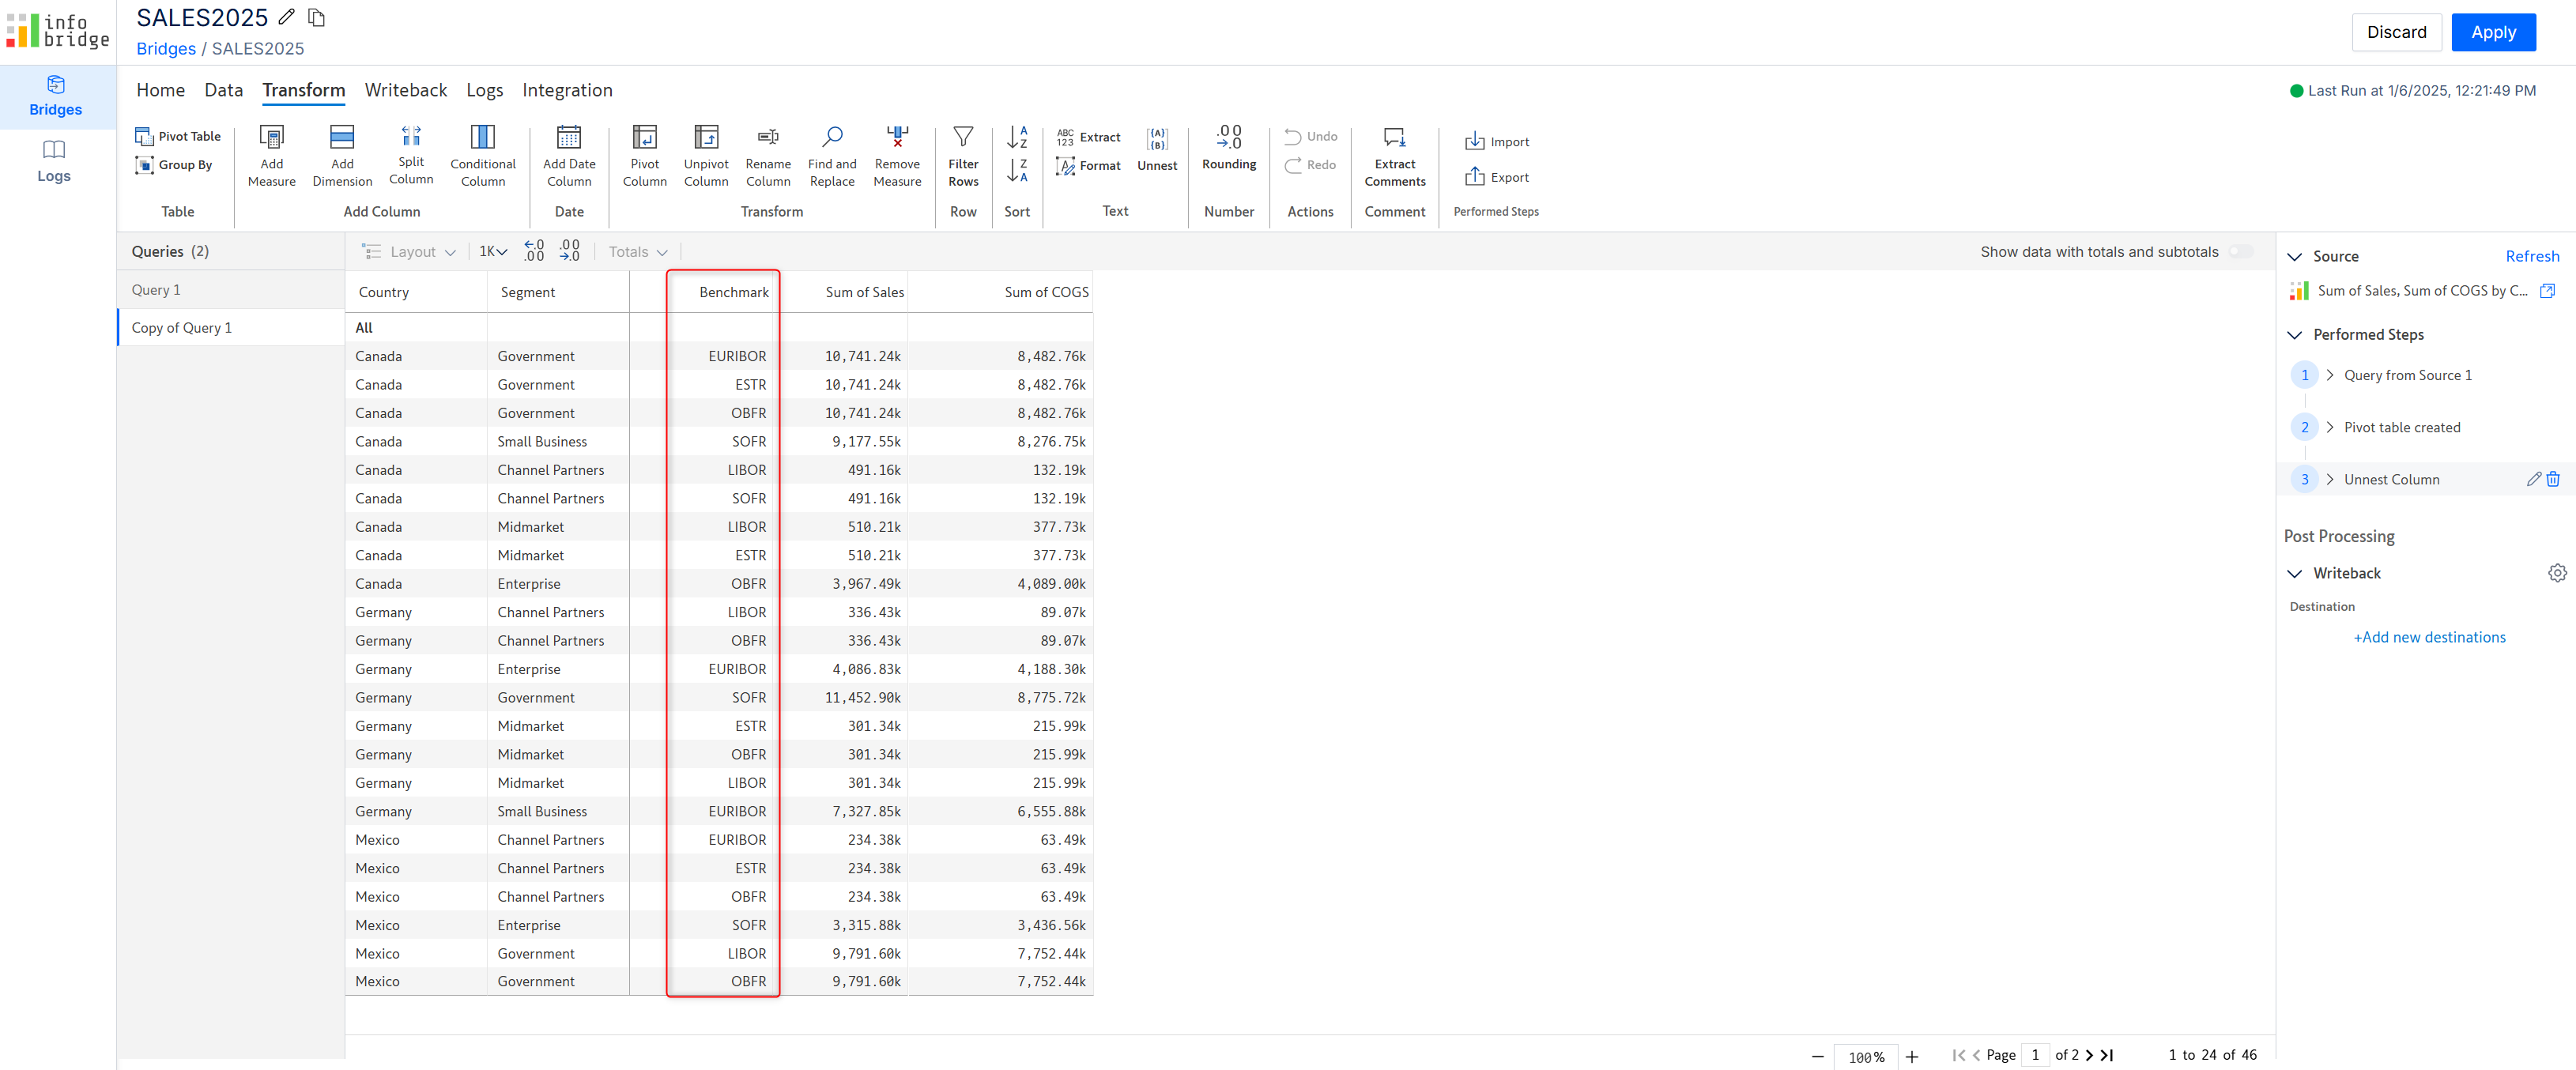 info
bridge
SALES2025
Bridges / SALES2025
Discard
Apply
Bridges
Logs
Home Data Transform Writeback Logs Integration
Last Run at 1/6/2025, 12:21:49 PM
Pivot Table
Group By
Table
Add Measure
Add Dimension
Split Column
Conditional Column
Add Column
Add Date Column
Date
Pivot Column
Unpivot Column
Rename Column
Find and Replace
Remove Measure
Transform
Filter Rows
Row
A Z
Z A
Sort
ABC 123 Extract
Format
{A} {B}
Unnest
Text
.00 .0
Rounding
Number
Undo
Redo
Actions
Extract Comments
Comment
Import
Export
Performed Steps
Queries (2)
Query 1
Copy of Query 1
Layout 1K .0 .00 .00 .0 Totals
Show data with totals and subtotals
Country Segment Benchmark Sum of Sales Sum of COGS
All
Canada Government EURIBOR 10,741.24k 8,482.76k
Canada Government ESTR 10,741.24k 8,482.76k
Canada Government OBFR 10,741.24k 8,482.76k
Canada Small Business SOFR 9,177.55k 8,276.75k
Canada Channel Partners LIBOR 491.16k 132.19k
Canada Channel Partners SOFR 491.16k 132.19k
Canada Midmarket LIBOR 510.21k 377.73k
Canada Midmarket ESTR 510.21k 377.73k
Canada Enterprise OBFR 3,967.49k 4,089.00k
Germany Channel Partners LIBOR 336.43k 89.07k
Germany Channel Partners OBFR 336.43k 89.07k
Germany Enterprise EURIBOR 4,086.83k 4,188.30k
Germany Government SOFR 11,452.90k 8,775.72k
Germany Midmarket ESTR 301.34k 215.99k
Germany Midmarket OBFR 301.34k 215.99k
Germany Midmarket LIBOR 301.34k 215.99k
Germany Small Business EURIBOR 7,327.85k 6,555.88k
Mexico Channel Partners EURIBOR 234.38k 63.49k
Mexico Channel Partners ESTR 234.38k 63.49k
Mexico Channel Partners OBFR 234.38k 63.49k
Mexico Enterprise SOFR 3,315.88k 3,436.56k
Mexico Government LIBOR 9,791.60k 7,752.44k
Mexico Government OBFR 9,791.60k 7,752.44k
Source Refresh
Sum of Sales, Sum of COGS by C...
Performed Steps
1 Query from Source 1
2 Pivot table created
3 Unnest Column
Post Processing
Writeback
Destination
+Add new destinations
100% Page 1 of 2 1 to 24 of 46